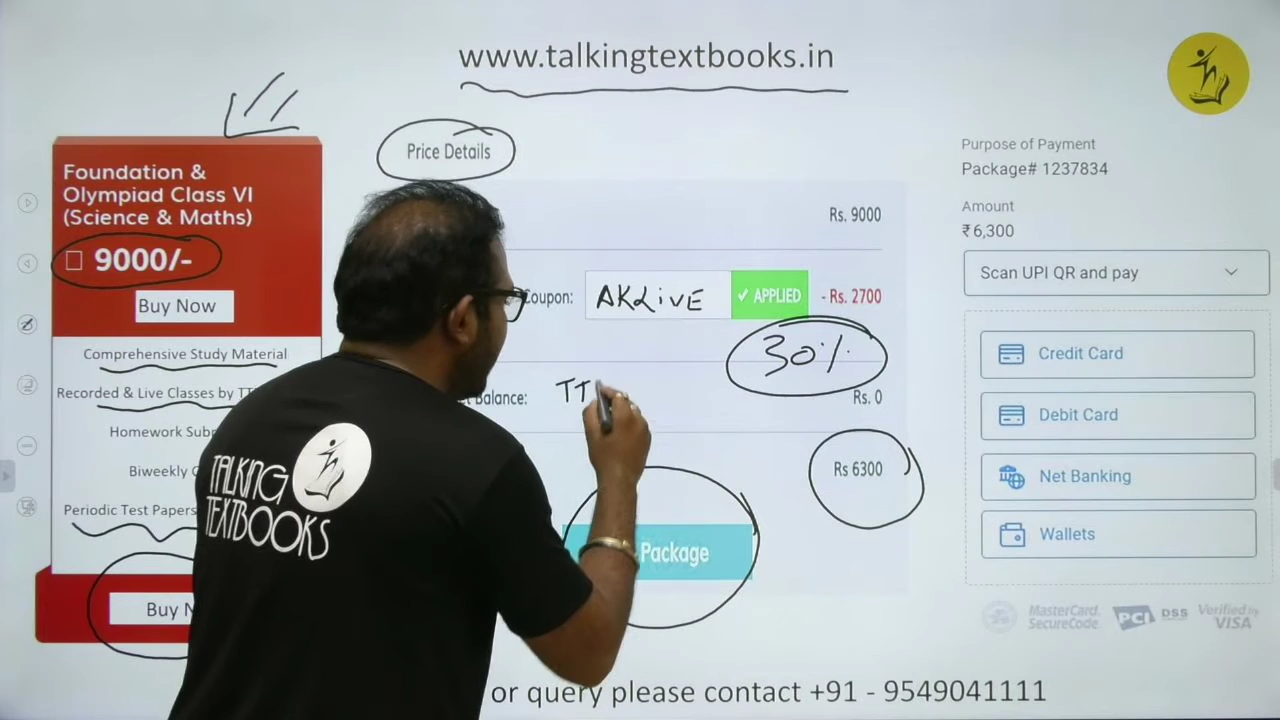 www.talkingtextbooks.in
Foundation &
Olympiad Class VI
(Science & Maths)
9000/-
Buy Now
Comprehensive Study Material
Recorded & Live Classes by
Homework
Biweekly
Periodic Test Papers
Buy
Price Details
Rs. 9000
Coupon:
AKLiVE
✓ APPLIED
- Rs. 2700
30%
Balance:
TT
Rs. 0
Rs 6300
Package
Purpose of Payment
Package# 1237834
Amount
₹6,300
Scan UPI QR and pay
Credit Card
Debit Card
Net Banking
Wallets
MasterCard.
SecureCode.
PCI DSS
Verified by
VISA
TALKING
TEXTBOOKS
or query please contact +91 - 9549041111